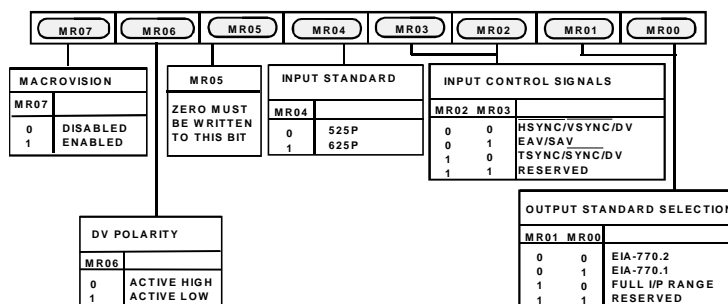 MR07 MR06 MR05 MR04 MR03 MR02 MR01 MR00
MACROVISION
MR07
0 DISABLED
1 ENABLED
MR05
ZERO MUST
BE WRITTEN
TO THIS BIT
INPUT STANDARD
MR04
0 525P
1 625P
INPUT CONTROL SIGNALS
MR02 MR03
0 0 HSYNC/VSYNC/DV
0 1 EAV/SAV
1 0 TSYNC/SYNC/DV
1 1 RESERVED
DV POLARITY
MR06
0 ACTIVE HIGH
1 ACTIVE LOW
OUTPUT STANDARD SELECTION
MR01 MR00
0 0 EIA-770.2
0 1 EIA-770.1
1 0 FULL I/P RANGE
1 1 RESERVED